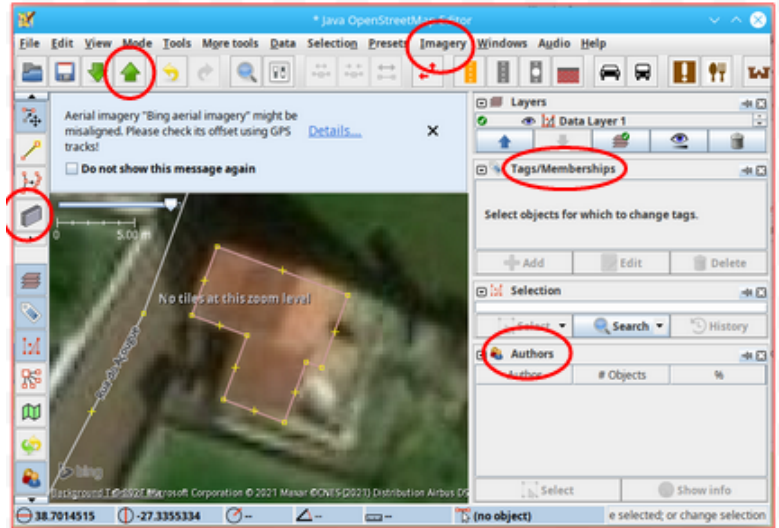 * Java OpenStreetMap Editor
File Edit View Mode Tools More tools Data Selection Presets Imagery Windows Audio Help
Aerial imagery "Bing aerial imagery" might be
misaligned. Please check its offset using GPS
tracks!
Details...
Do not show this message again
0 5.00 m
No tiles at this zoom level
Rua do Açougue
bing
Microsoft Corporation © 2021 Maxar ©CNES (2021) Distribution Airbus DS
Layers
Data Layer 1
Tags/Memberships
Select objects for which to change tags.
Add Edit Delete
Selection
Select Search History
Authors
Author # Objects %
Select Show info
38.7014515 -27.3355334 -- -- -- (no object) e selected; or change selection